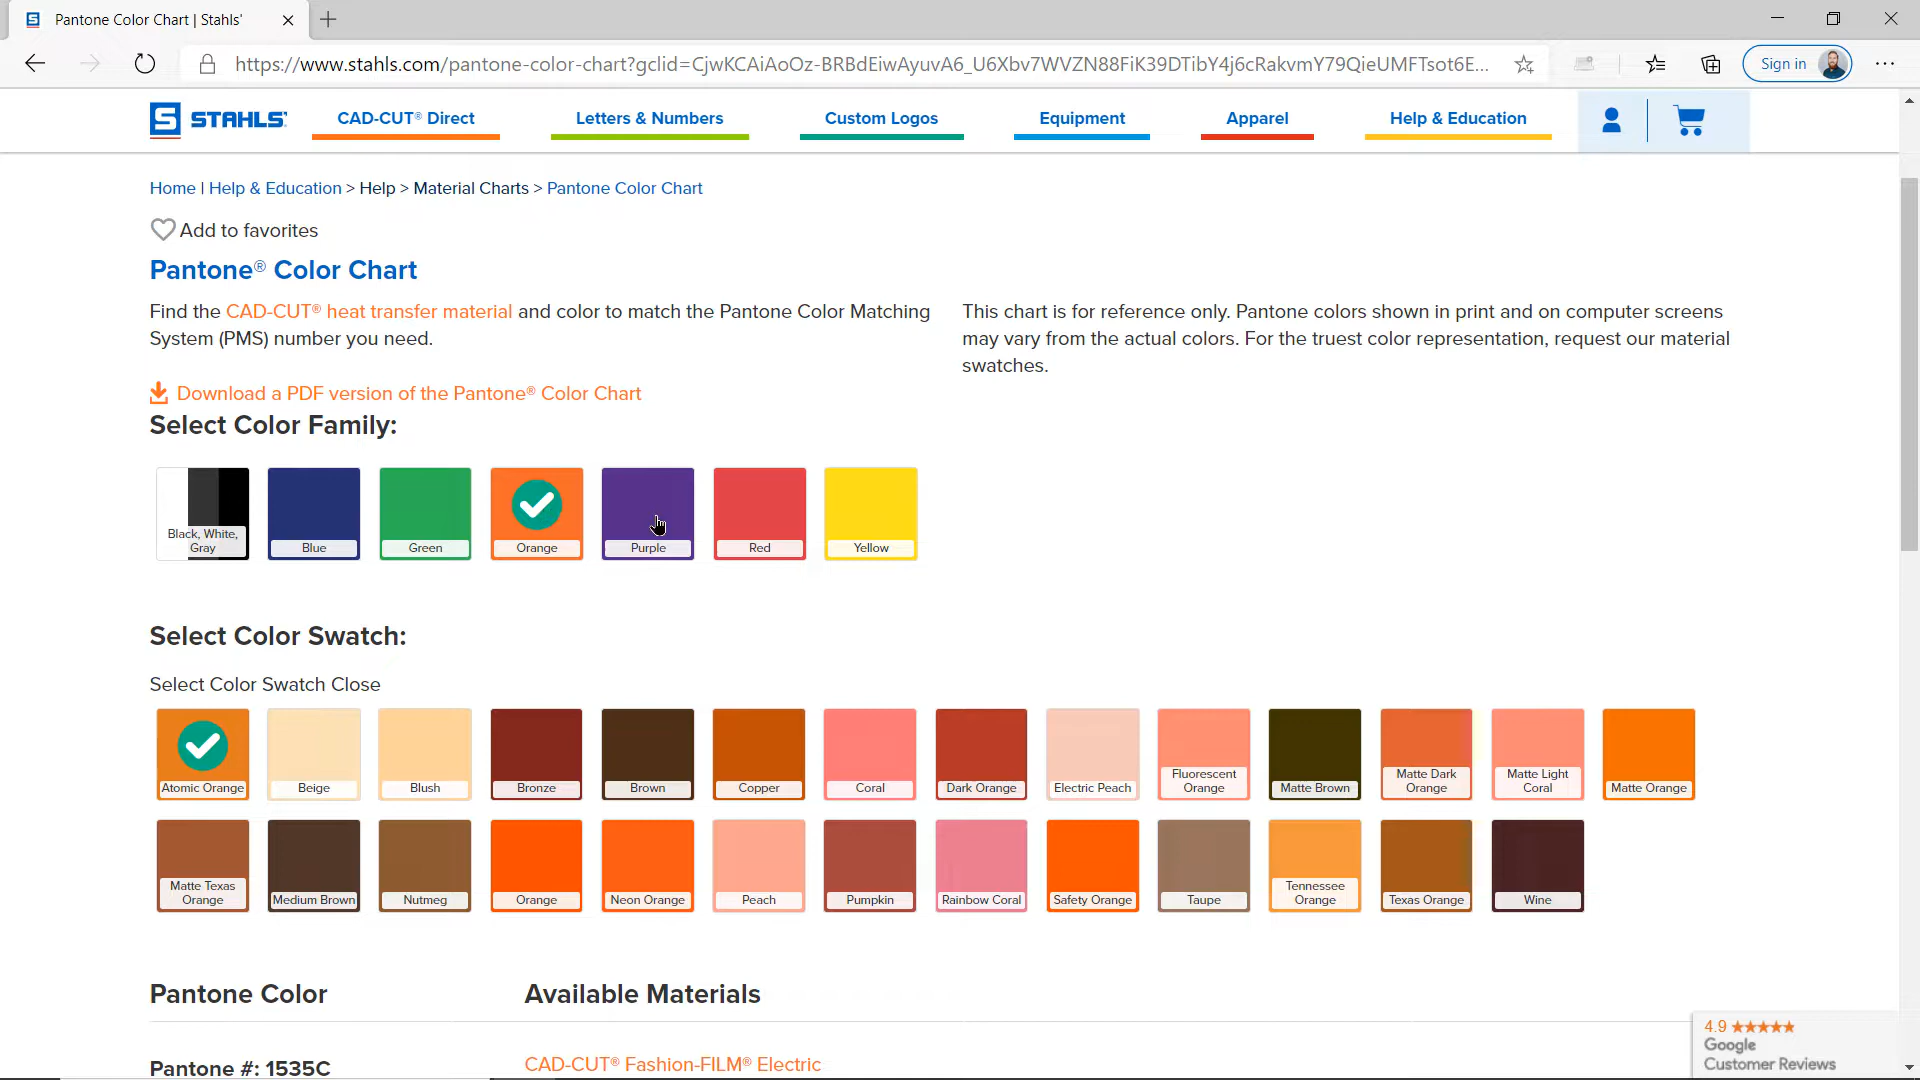 Pantone Color Chart | Stahls'
https://www.stahls.com/pantone-color-chart?gclid=CjwKCAiAoOz-BRBdEiwAyuvA6_U6Xbv7WVZN88FiK39DTibY4j6cRakvmY79QieUMFTsot6E...
Sign in
S STAHLS'
CAD-CUT® Direct
Letters & Numbers
Custom Logos
Equipment
Apparel
Help & Education
Home | Help & Education > Help > Material Charts > Pantone Color Chart
Add to favorites
Pantone® Color Chart
Find the CAD-CUT® heat transfer material and color to match the Pantone Color Matching
System (PMS) number you need.
This chart is for reference only. Pantone colors shown in print and on computer screens
may vary from the actual colors. For the truest color representation, request our material
swatches.
Download a PDF version of the Pantone® Color Chart
Select Color Family:
Black, White,
Gray
Blue
Green
Orange
Purple
Red
Yellow
Select Color Swatch:
Select Color Swatch Close
Atomic Orange
Beige
Blush
Bronze
Brown
Copper
Coral
Dark Orange
Electric Peach
Fluorescent
Orange
Matte Brown
Matte Dark
Orange
Matte Light
Coral
Matte Orange
Matte Texas
Orange
Medium Brown
Nutmeg
Orange
Neon Orange
Peach
Pumpkin
Rainbow Coral
Safety Orange
Taupe
Tennessee
Orange
Texas Orange
Wine
Pantone Color
Available Materials
Pantone #: 1535C
CAD-CUT® Fashion-FILM® Electric
4.9 ★★★★★
Google
Customer Reviews